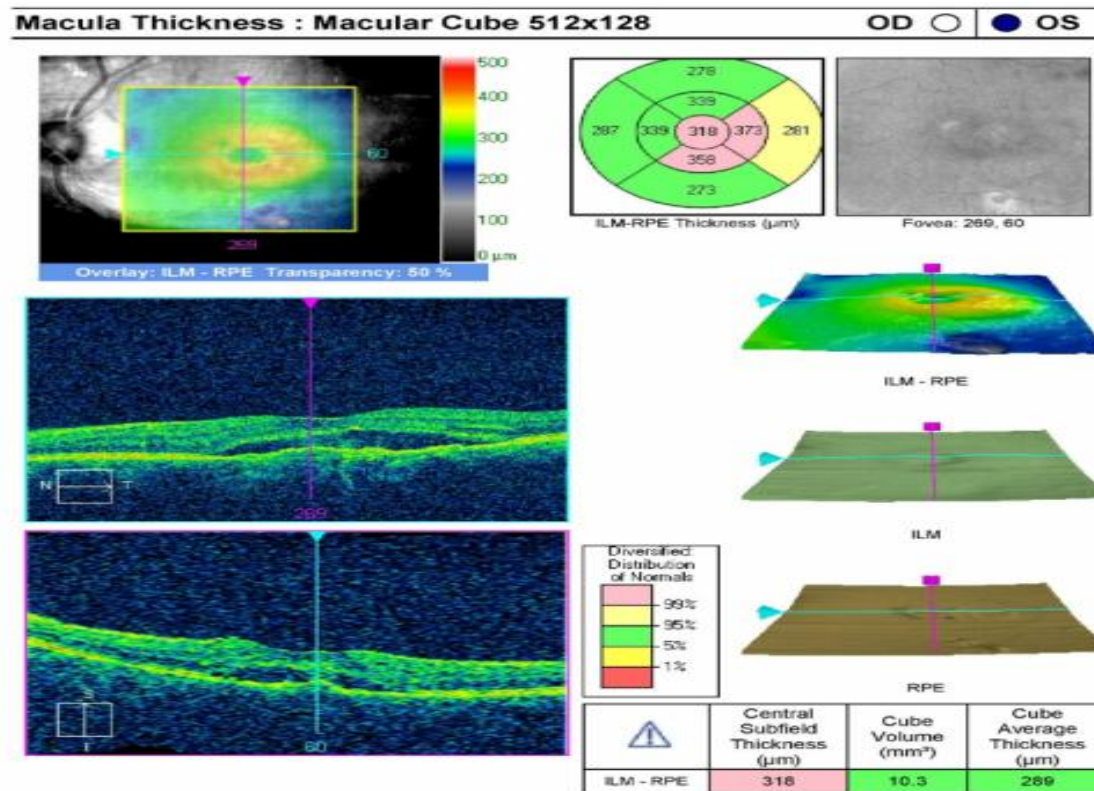 Macula Thickness : Macular Cube 512x128
OD
OS
500
400
300
200
100
0 µm
60
269
Overlay: ILM - RPE Transparency: 50 %
278
339
287
339
318
373
281
358
273
ILM-RPE Thickness (µm)
Fovea: 269, 60
ILM - RPE
N
T
269
ILM
S
I
60
Diversified:
Distribution
of Normals
99%
95%
5%
1%
RPE
Central
Subfield
Thickness
(µm)
Cube
Volume
(mm³)
Cube
Average
Thickness
(µm)
ILM - RPE
318
10.3
289